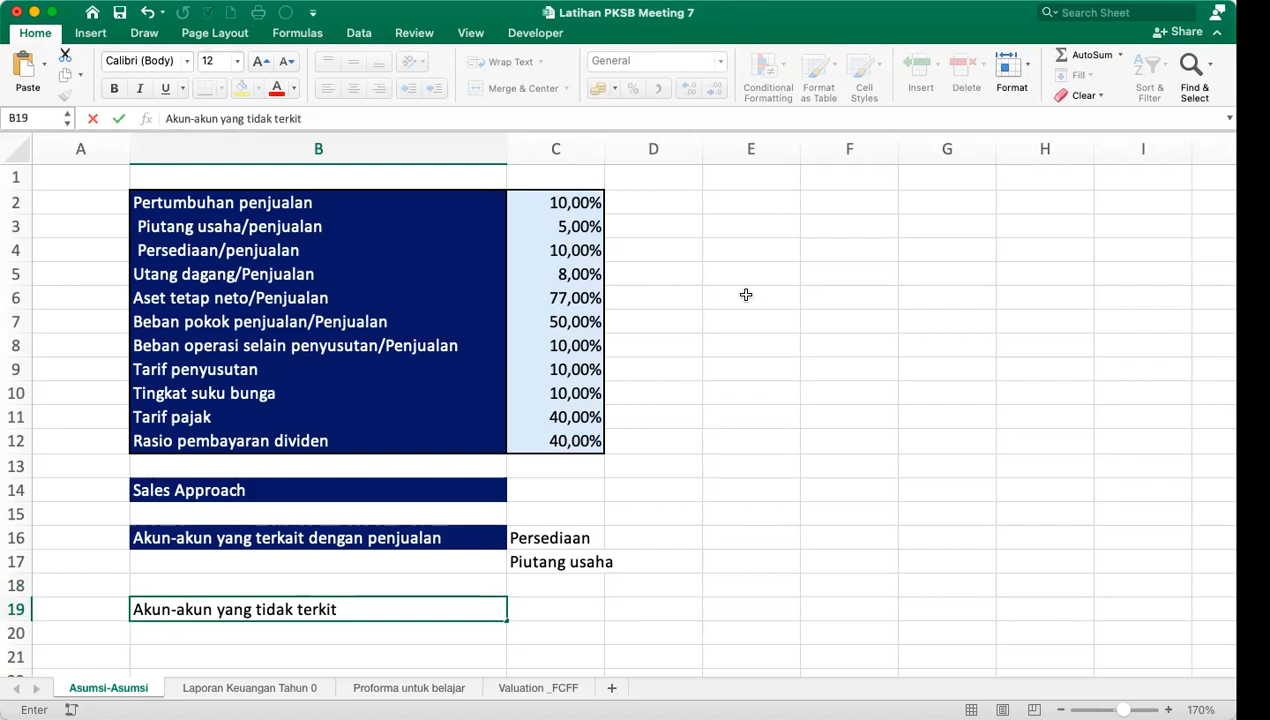 Latihan PKSB Meeting 7
Search Sheet
Home Insert Draw Page Layout Formulas Data Review View Developer
Share
Paste
Calibri (Body) 12
B I U
Wrap Text
Merge & Center
General
Conditional Formatting
Format as Table
Cell Styles
Insert
Delete
Format
AutoSum
Fill
Clear
Sort & Filter
Find & Select
B19 fx Akun-akun yang tidak terkit
A B C D E F G H I
1
2 Pertumbuhan penjualan 10,00%
3 Piutang usaha/penjualan 5,00%
4 Persediaan/penjualan 10,00%
5 Utang dagang/Penjualan 8,00%
6 Aset tetap neto/Penjualan 77,00%
7 Beban pokok penjualan/Penjualan 50,00%
8 Beban operasi selain penyusutan/Penjualan 10,00%
9 Tarif penyusutan 10,00%
10 Tingkat suku bunga 10,00%
11 Tarif pajak 40,00%
12 Rasio pembayaran dividen 40,00%
13
14 Sales Approach
15
16 Akun-akun yang terkait dengan penjualan Persediaan
17 Piutang usaha
18
19 Akun-akun yang tidak terkit
20
21
Asumsi-Asumsi Laporan Keuangan Tahun 0 Proforma untuk belajar Valuation _FCFF
Enter
170%